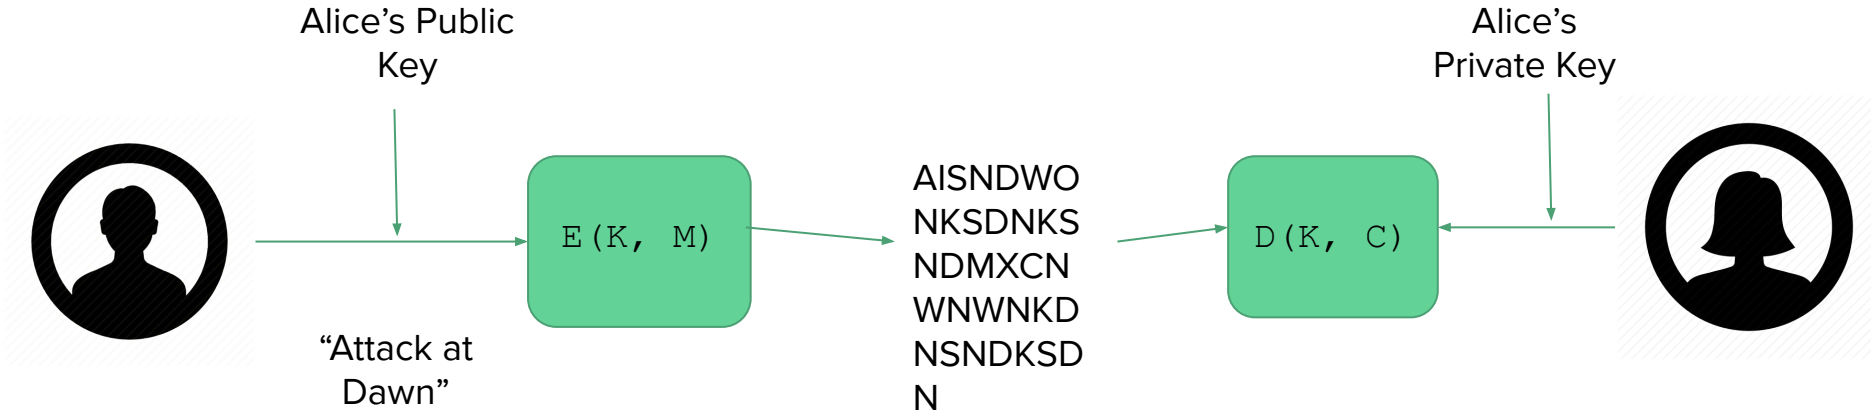 Alice’s Public
Key
“Attack at
Dawn”
E(K, M)
AISNDWO
NKSDNKS
NDMXCN
WNWNKD
NSNDKSD
N
D(K, C)
Alice’s
Private Key